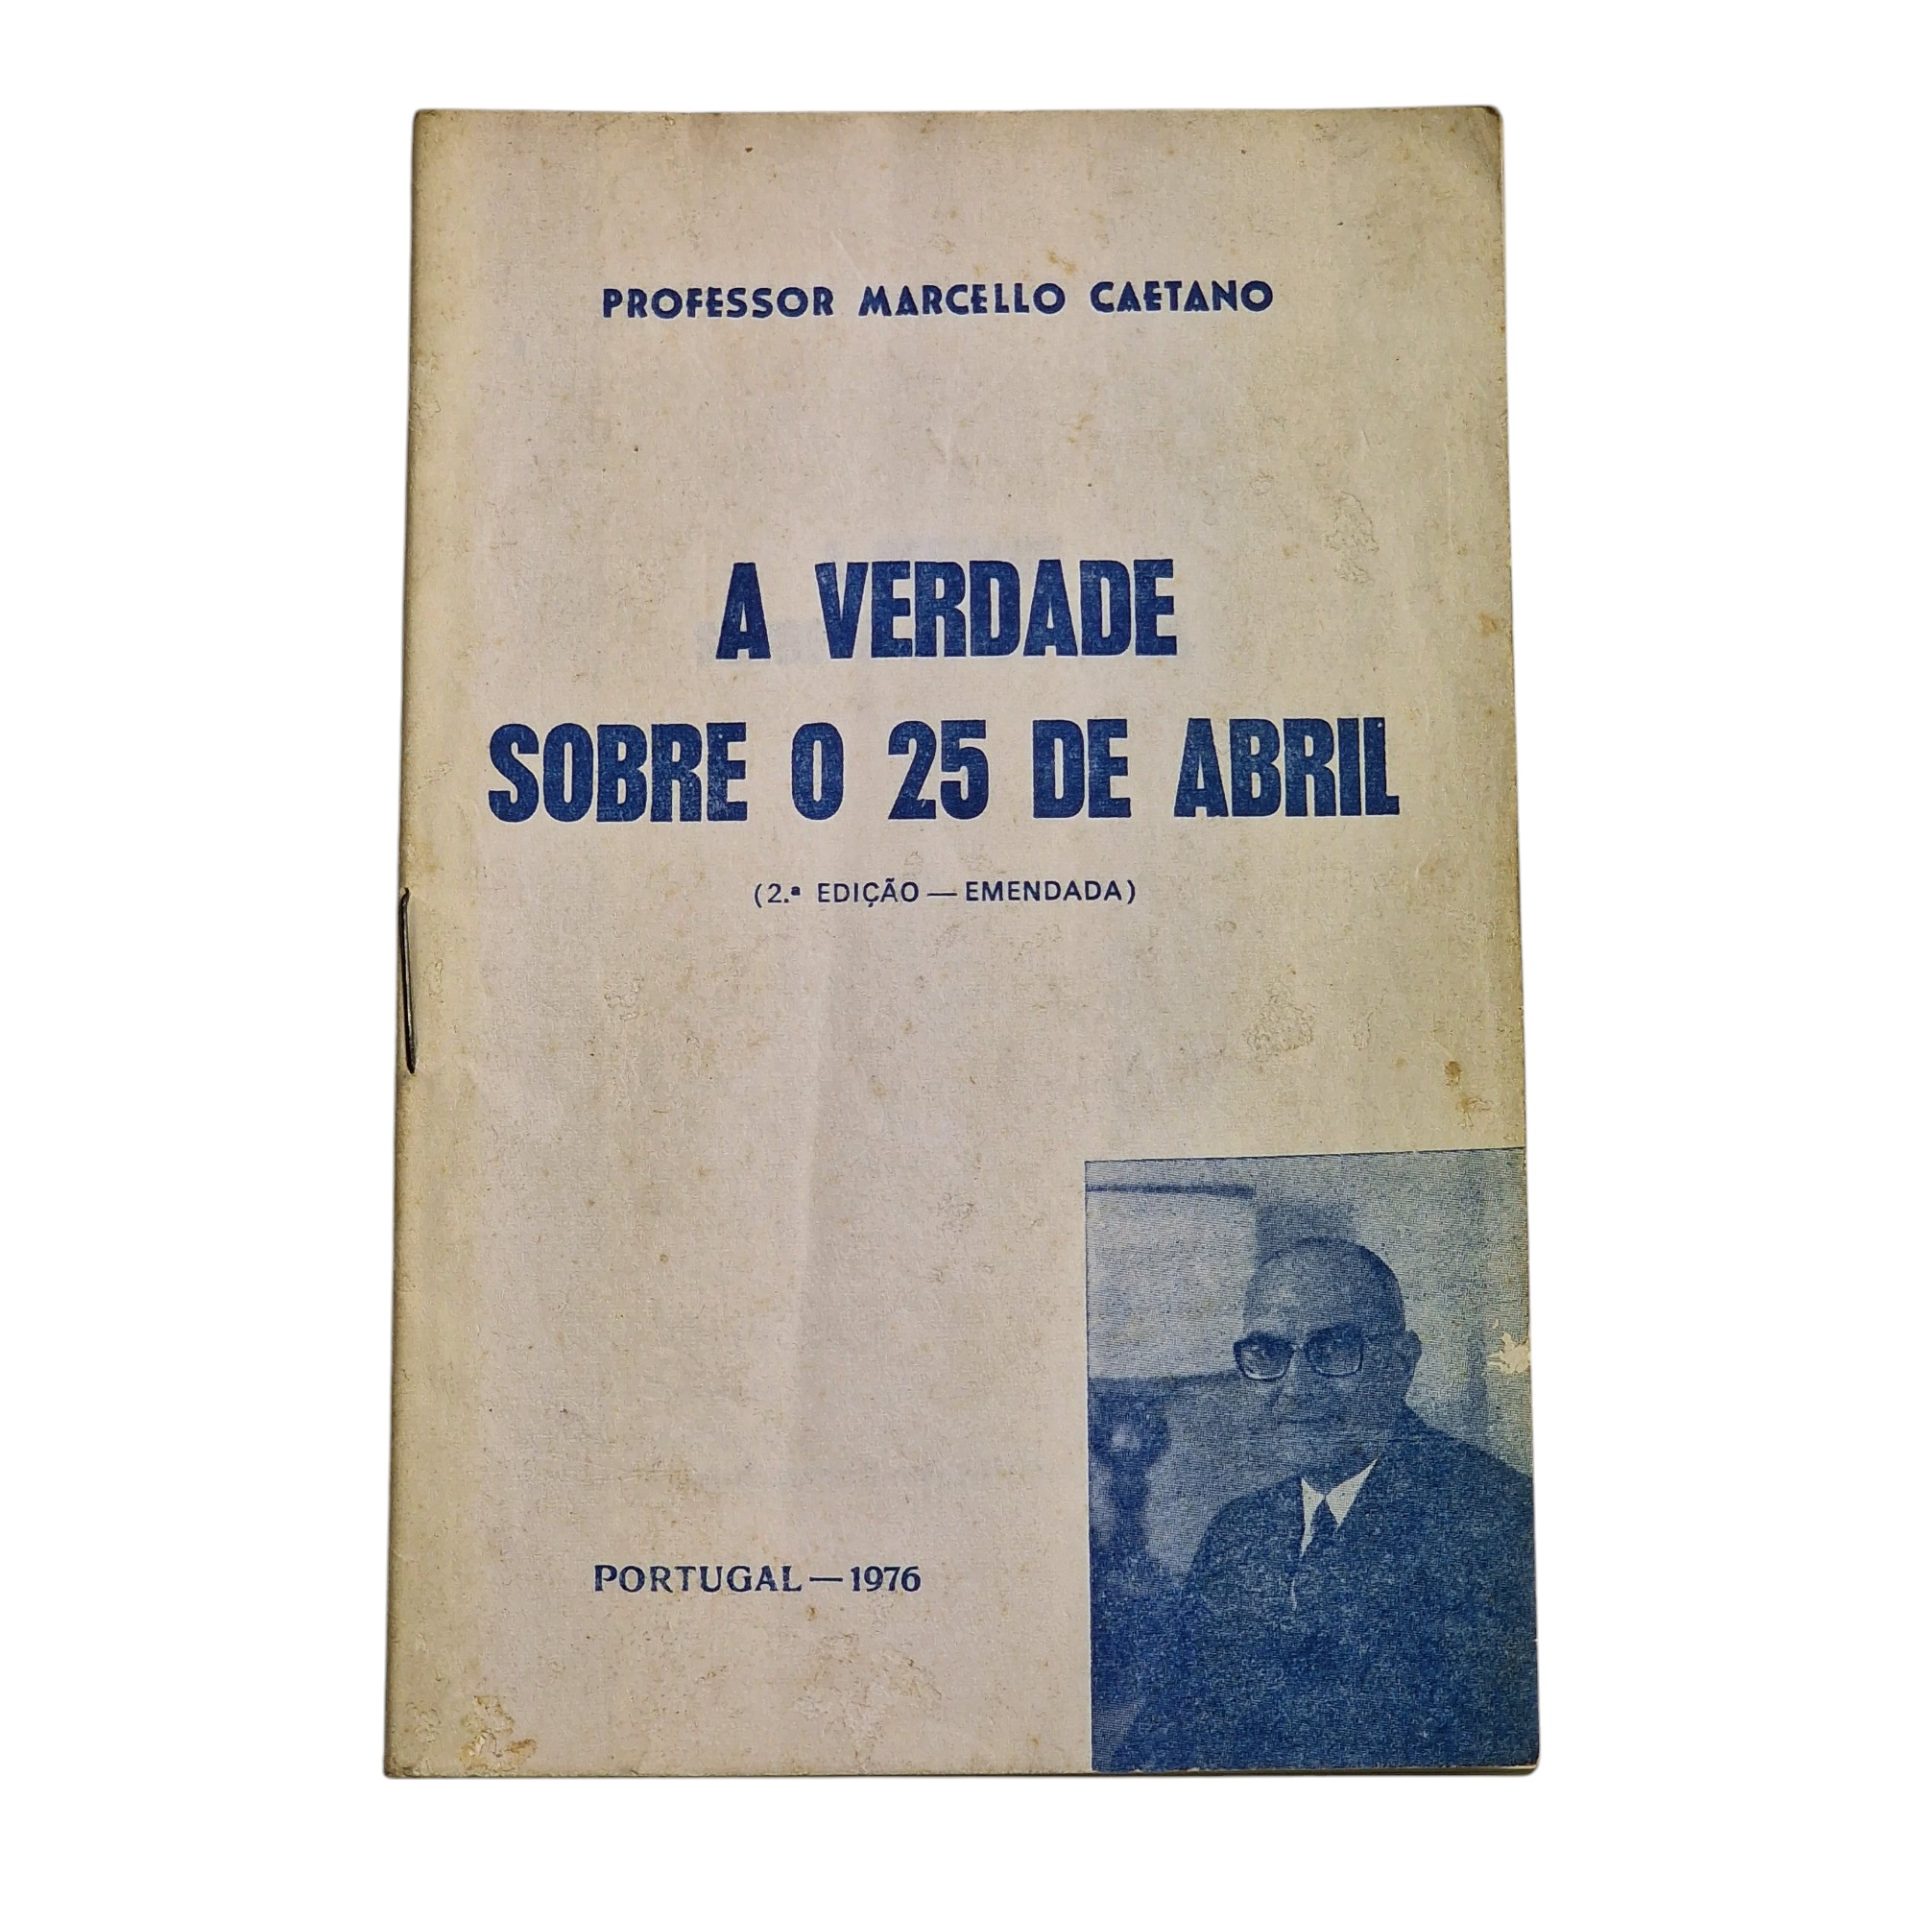 PROFESSOR MARCELLO CAETANO
A VERDADE
SOBRE O 25 DE ABRIL
(2.ª EDIÇÃO — EMENDADA)
PORTUGAL — 1976